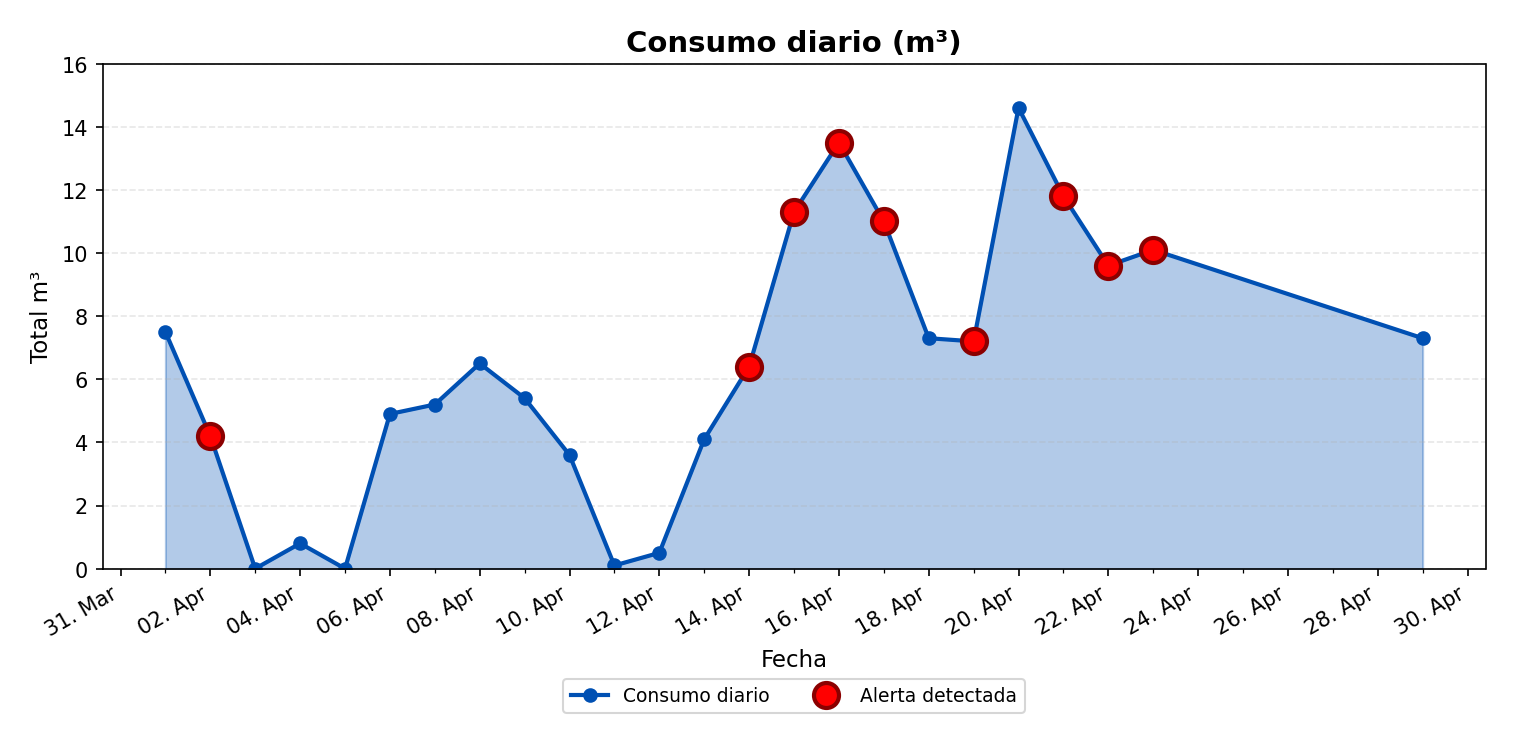 Consumo diario (m³)
Total m³
16
14
12
10
8
6
4
2
0
31. Mar
02. Apr
04. Apr
06. Apr
08. Apr
10. Apr
12. Apr
14. Apr
16. Apr
18. Apr
20. Apr
22. Apr
24. Apr
26. Apr
28. Apr
30. Apr
Fecha
Consumo diario
Alerta detectada